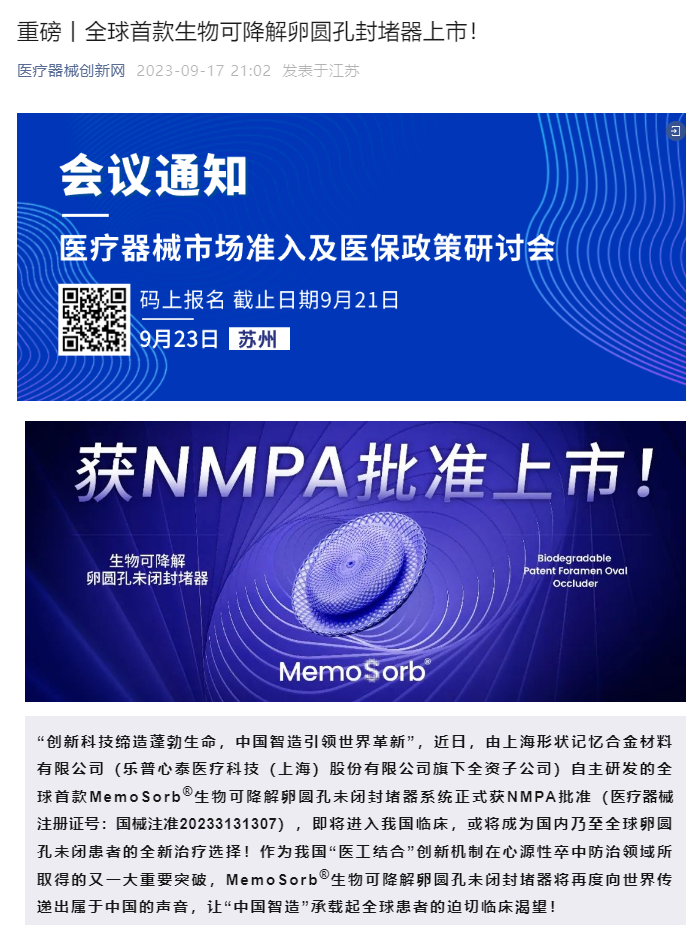 重磅丨全球首款生物可降解卵圆孔封堵器上市！
医疗器械创新网 2023-09-17 21:02 发表于江苏
会议通知
医疗器械市场准入及医保政策研讨会
码上报名 截止日期9月21日
9月23日 苏州
获NMPA批准上市！
生物可降解
卵圆孔未闭封堵器
Biodegradable
Patent Foramen Oval
Occluder
MemoSorb®
“创新科技缔造蓬勃生命，中国智造引领世界革新”，近日，由上海形状记忆合金材料
有限公司（乐普心泰医疗科技（上海）股份有限公司旗下全资子公司）自主研发的全
球首款MemoSorb®生物可降解卵圆孔未闭封堵器系统正式获NMPA批准（医疗器械
注册证号：国械注准20233131307），即将进入我国临床，或将成为国内乃至全球卵圆
孔未闭患者的全新治疗选择！作为我国“医工结合”创新机制在心源性卒中防治领域所
取得的又一大重要突破，MemoSorb®生物可降解卵圆孔未闭封堵器将再度向世界传
递出属于中国的声音，让“中国智造”承载起全球患者的迫切临床渴望！